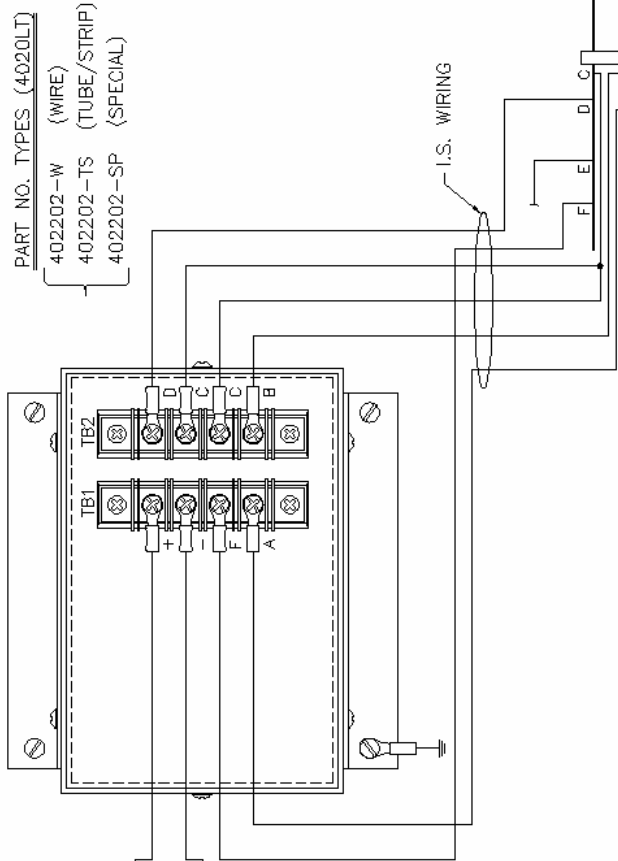 PART NO. TYPES (4020LT)
402202-W (WIRE)
402202-TS (TUBE/STRIP)
402202-SP (SPECIAL)
I.S. WIRING
TB1
TB2
+
-
F
A
D
C
C
B
C
D
E
F